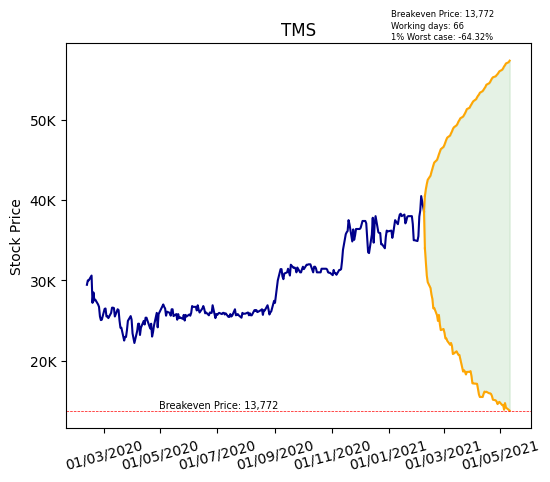 Breakeven Price: 13,772
Working days: 66
1% Worst case: -64.32%
TMS
Stock Price
50K
40K
30K
20K
Breakeven Price: 13,772
01/03/2020 01/05/2020 01/07/2020 01/09/2020 01/11/2020 01/01/2021 01/03/2021 01/05/2021